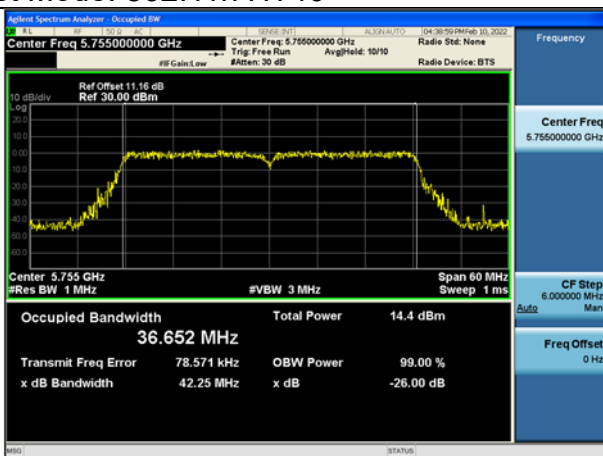 Agilent Spectrum Analyzer - Occupied BW
RL RF 50 Ω AC SENSE:INT ALIGN AUTO 04:38:59 PM Feb 10, 2022
Center Freq 5.755000000 GHz Center Freq: 5.755000000 GHz Radio Std: None
Trig: Free Run Avg|Hold: 10/10
#IFGain:Low #Atten: 30 dB Radio Device: BTS
Frequency
Ref Offset 11.16 dB
10 dB/div Ref 30.00 dBm
Log
20.0
10.0
0.00
10.0
20.0
30.0
40.0
50.0
60.0
Center Freq
5.755000000 GHz
Center 5.755 GHz Span 60 MHz
#Res BW 1 MHz #VBW 3 MHz Sweep 1 ms
CF Step
6.000000 MHz
Auto Man
Occupied Bandwidth Total Power 14.4 dBm
36.652 MHz
Transmit Freq Error 78.571 kHz OBW Power 99.00 %
x dB Bandwidth 42.25 MHz x dB -26.00 dB
Freq Offset
0 Hz
MSG STATUS